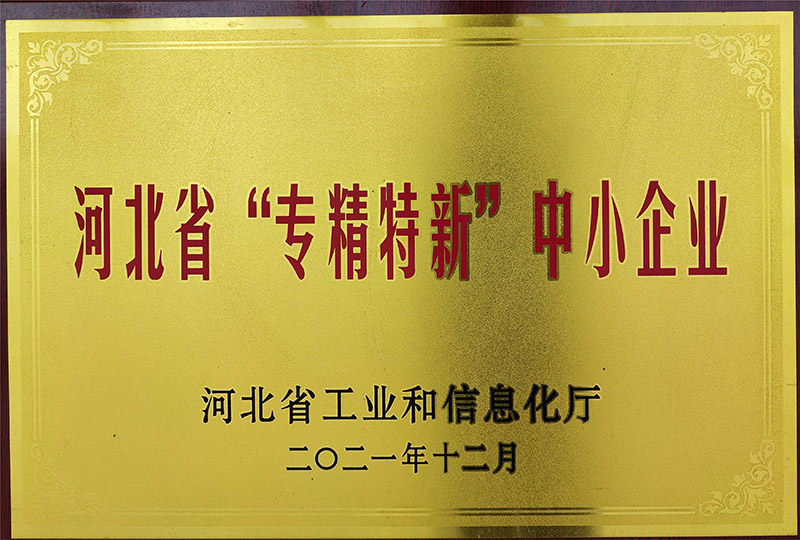 河北省“专精特新”中小企业
河北省工业和信息化厅
二〇二一年十二月